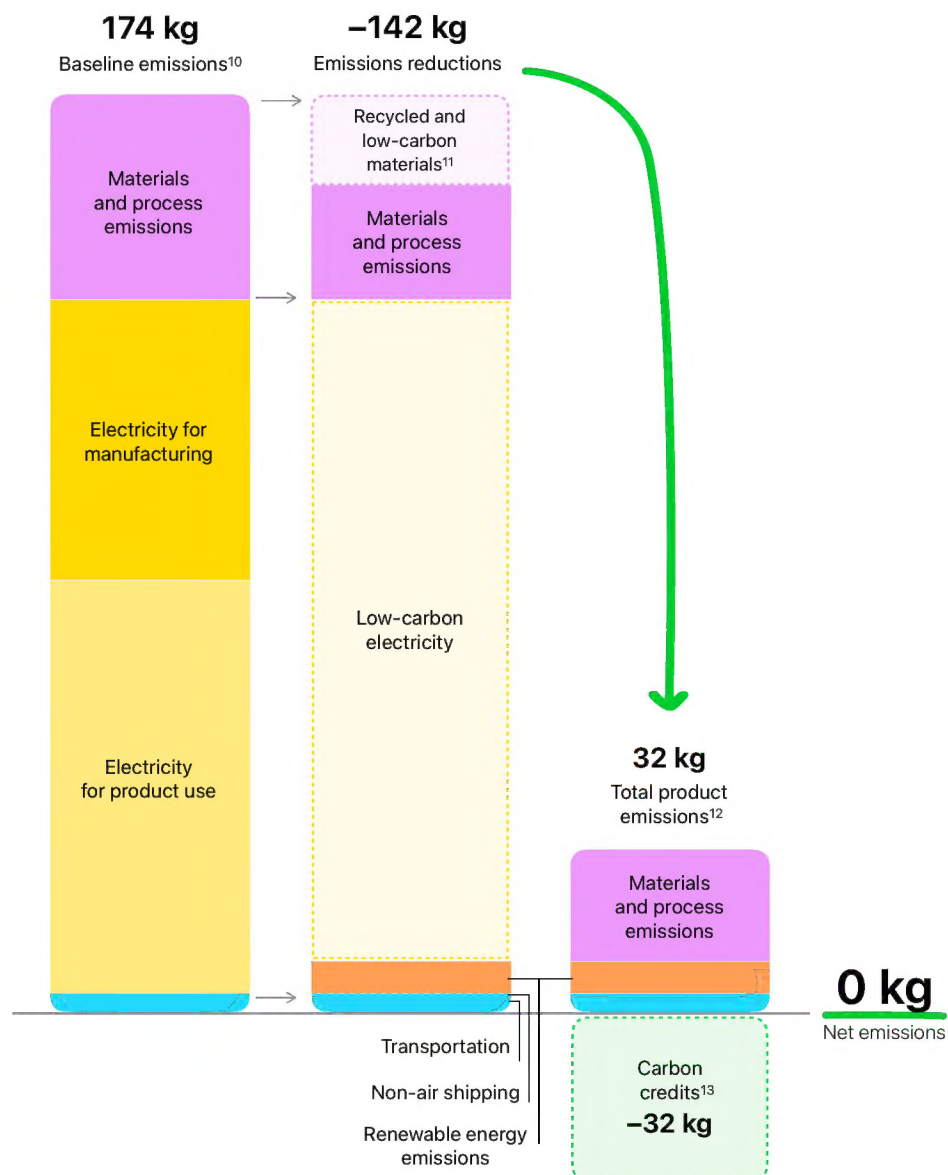 174 kg
Baseline emissions¹⁰
–142 kg
Emissions reductions
Materials
and process
emissions
Recycled and
low-carbon
materials¹¹
Materials
and process
emissions
Electricity for
manufacturing
Low-carbon
electricity
Electricity
for product use
32 kg
Total product
emissions¹²
Materials
and process
emissions
0 kg
Net emissions
Transportation
Non-air shipping
Renewable energy
emissions
Carbon
credits¹³
–32 kg